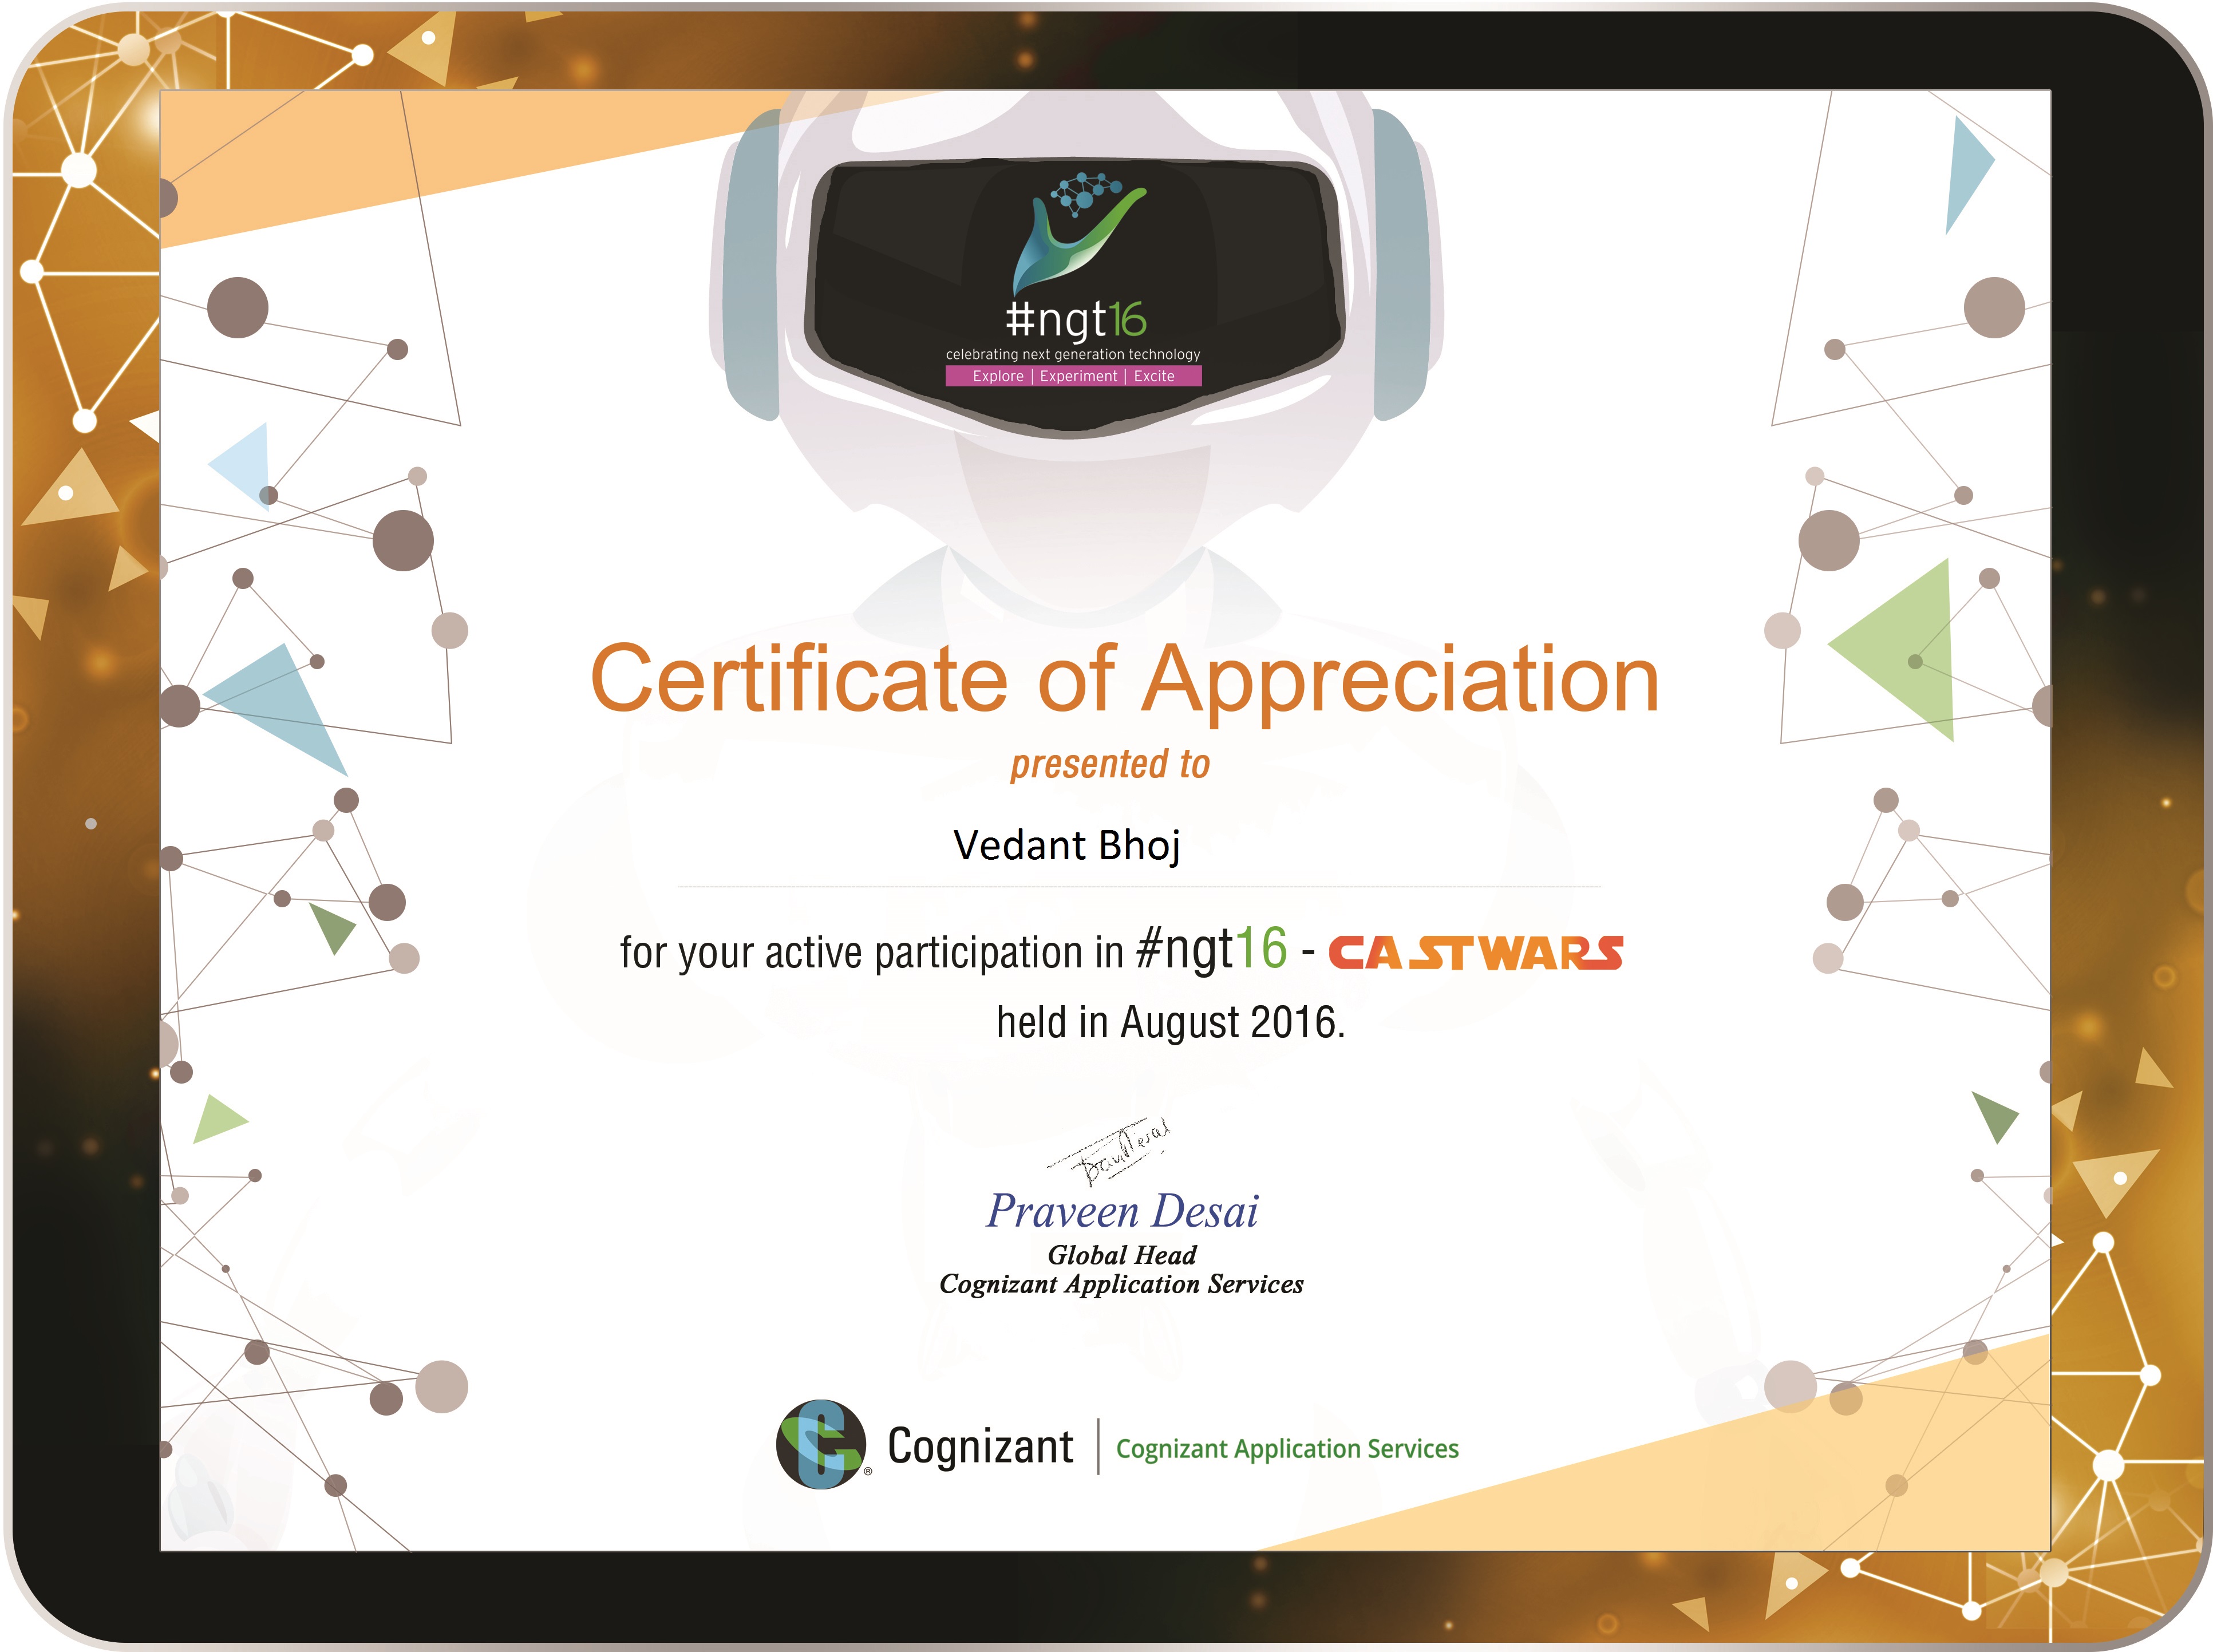 #ngt16
celebrating next generation technology
Explore | Experiment | Excite
Certificate of Appreciation
presented to
Vedant Bhoj
for your active participation in #ngt16 - CASTWARS
held in August 2016.
Praveen Desai
Global Head
Cognizant Application Services
Cognizant® | Cognizant Application Services